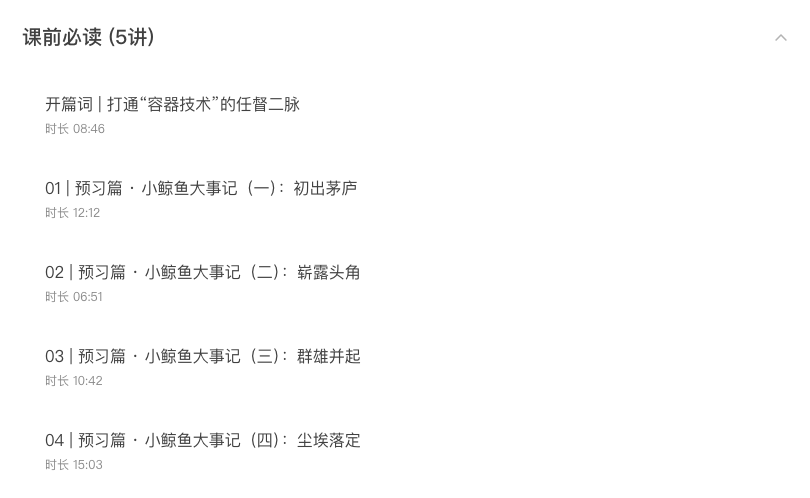 课前必读 (5讲)
开篇词 | 打通“容器技术”的任督二脉
时长 08:46
01 | 预习篇 · 小鲸鱼大事记（一）：初出茅庐
时长 12:12
02 | 预习篇 · 小鲸鱼大事记（二）：崭露头角
时长 06:51
03 | 预习篇 · 小鲸鱼大事记（三）：群雄并起
时长 10:42
04 | 预习篇 · 小鲸鱼大事记（四）：尘埃落定
时长 15:03